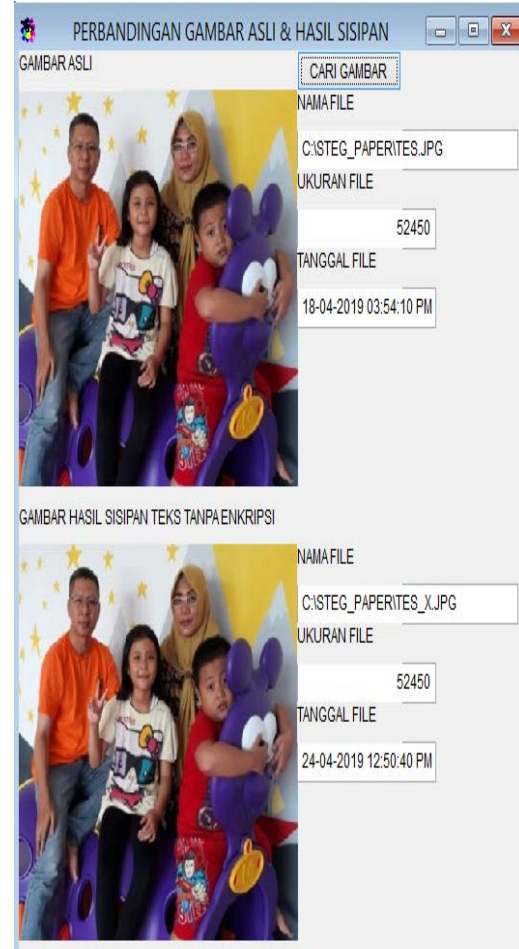 PERBANDINGAN GAMBAR ASLI & HASIL SISIPAN
GAMBAR ASLI
CARI GAMBAR
NAMA FILE
C:\STEG_PAPER\TES.JPG
UKURAN FILE
52450
TANGGAL FILE
18-04-2019 03:54:10 PM
GAMBAR HASIL SISIPAN TEKS TANPA ENKRIPSI
NAMA FILE
C:\STEG_PAPER\TES_X.JPG
UKURAN FILE
52450
TANGGAL FILE
24-04-2019 12:50:40 PM